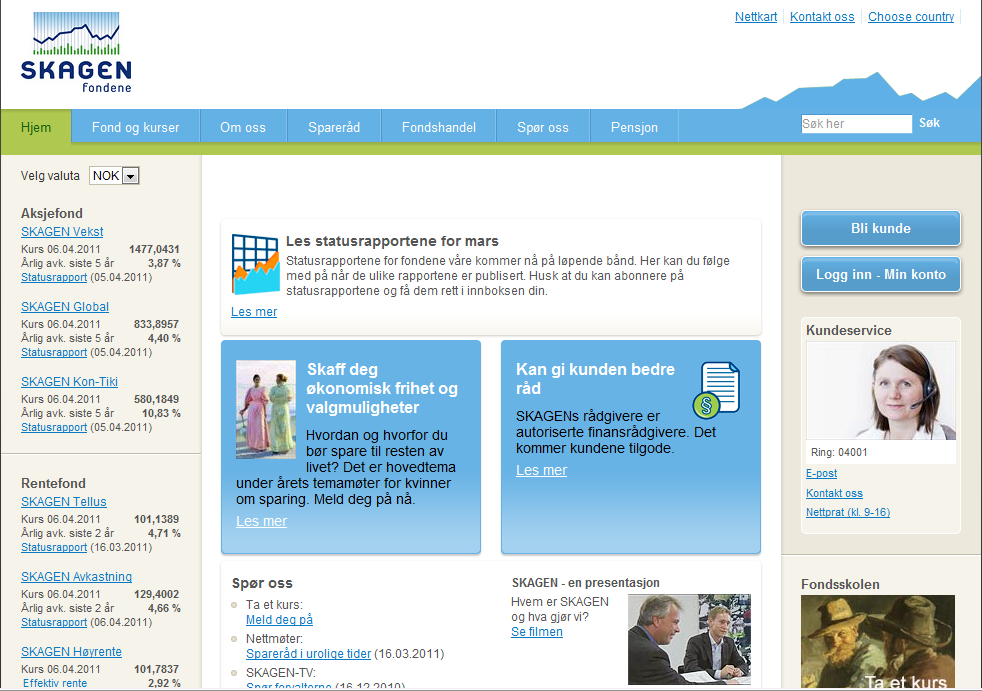 Nettkart Kontakt oss Choose country
SKAGEN
fondene
Hjem Fond og kurser Om oss Spareråd Fondshandel Spør oss Pensjon
Søk her Søk
Velg valuta NOK
Aksjefond
SKAGEN Vekst
Kurs 06.04.2011 1477,0431
Årlig avk. siste 5 år 3,87 %
Statusrapport (05.04.2011)
SKAGEN Global
Kurs 06.04.2011 833,8957
Årlig avk. siste 5 år 4,40 %
Statusrapport (05.04.2011)
SKAGEN Kon-Tiki
Kurs 06.04.2011 580,1849
Årlig avk. siste 5 år 10,83 %
Statusrapport (05.04.2011)
Rentefond
SKAGEN Tellus
Kurs 06.04.2011 101,1389
Årlig avk. siste 2 år 4,71 %
Statusrapport (16.03.2011)
SKAGEN Avkastning
Kurs 06.04.2011 129,4002
Årlig avk. siste 2 år 4,66 %
Statusrapport (06.04.2011)
SKAGEN Høyrente
Kurs 06.04.2011 101,7837
Effektiv rente 2,92 %
Les statusrapportene for mars
Statusrapportene for fondene våre kommer nå på løpende bånd. Her kan du følge
med på når de ulike rapportene er publisert. Husk at du kan abonnere på
statusrapportene og få dem rett i innboksen din.
Les mer
Skaff deg
økonomisk frihet og
valgmuligheter
Hvordan og hvorfor du
bør spare til resten av
livet? Det er hovedtema
under årets temamøter for kvinner
om sparing. Meld deg på nå.
Les mer
Kan gi kunden bedre
råd
§
SKAGENs rådgivere er
autoriserte finansrådgivere. Det
kommer kundene tilgode.
Les mer
Spør oss
Ta et kurs:
Meld deg på
Nettmøter:
Spareråd i urolige tider (16.03.2011)
SKAGEN-TV:
Spør forvalterne (16.12.2010)
SKAGEN - en presentasjon
Hvem er SKAGEN
og hva gjør vi?
Se filmen
Bli kunde
Logg inn - Min konto
Kundeservice
Ring: 04001
E-post
Kontakt oss
Nettprat (kl. 9-16)
Fondsskolen
Ta et kurs